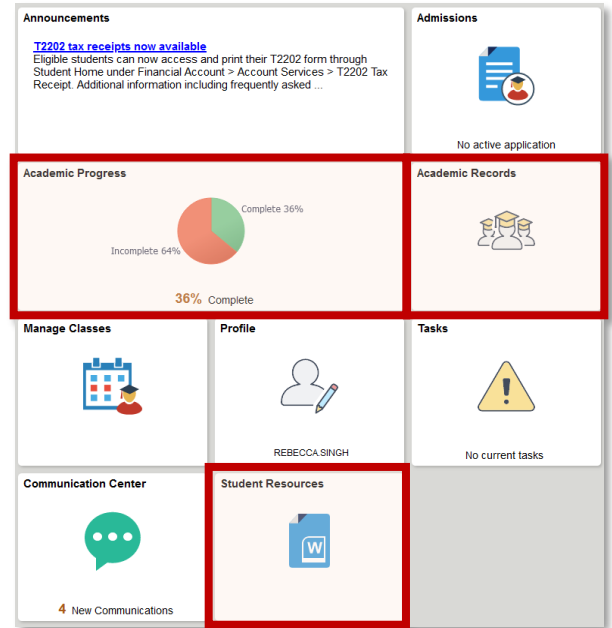 Announcements
T2202 tax receipts now available
Eligible students can now access and print their T2202 form through
Student Home under Financial Account > Account Services > T2202 Tax
Receipt. Additional information including frequently asked ...
Admissions
No active application
Academic Progress
Complete 36%
Incomplete 64%
36% Complete
Academic Records
Manage Classes
Profile
REBECCA.SINGH
Tasks
No current tasks
Communication Center
4 New Communications
Student Resources
W